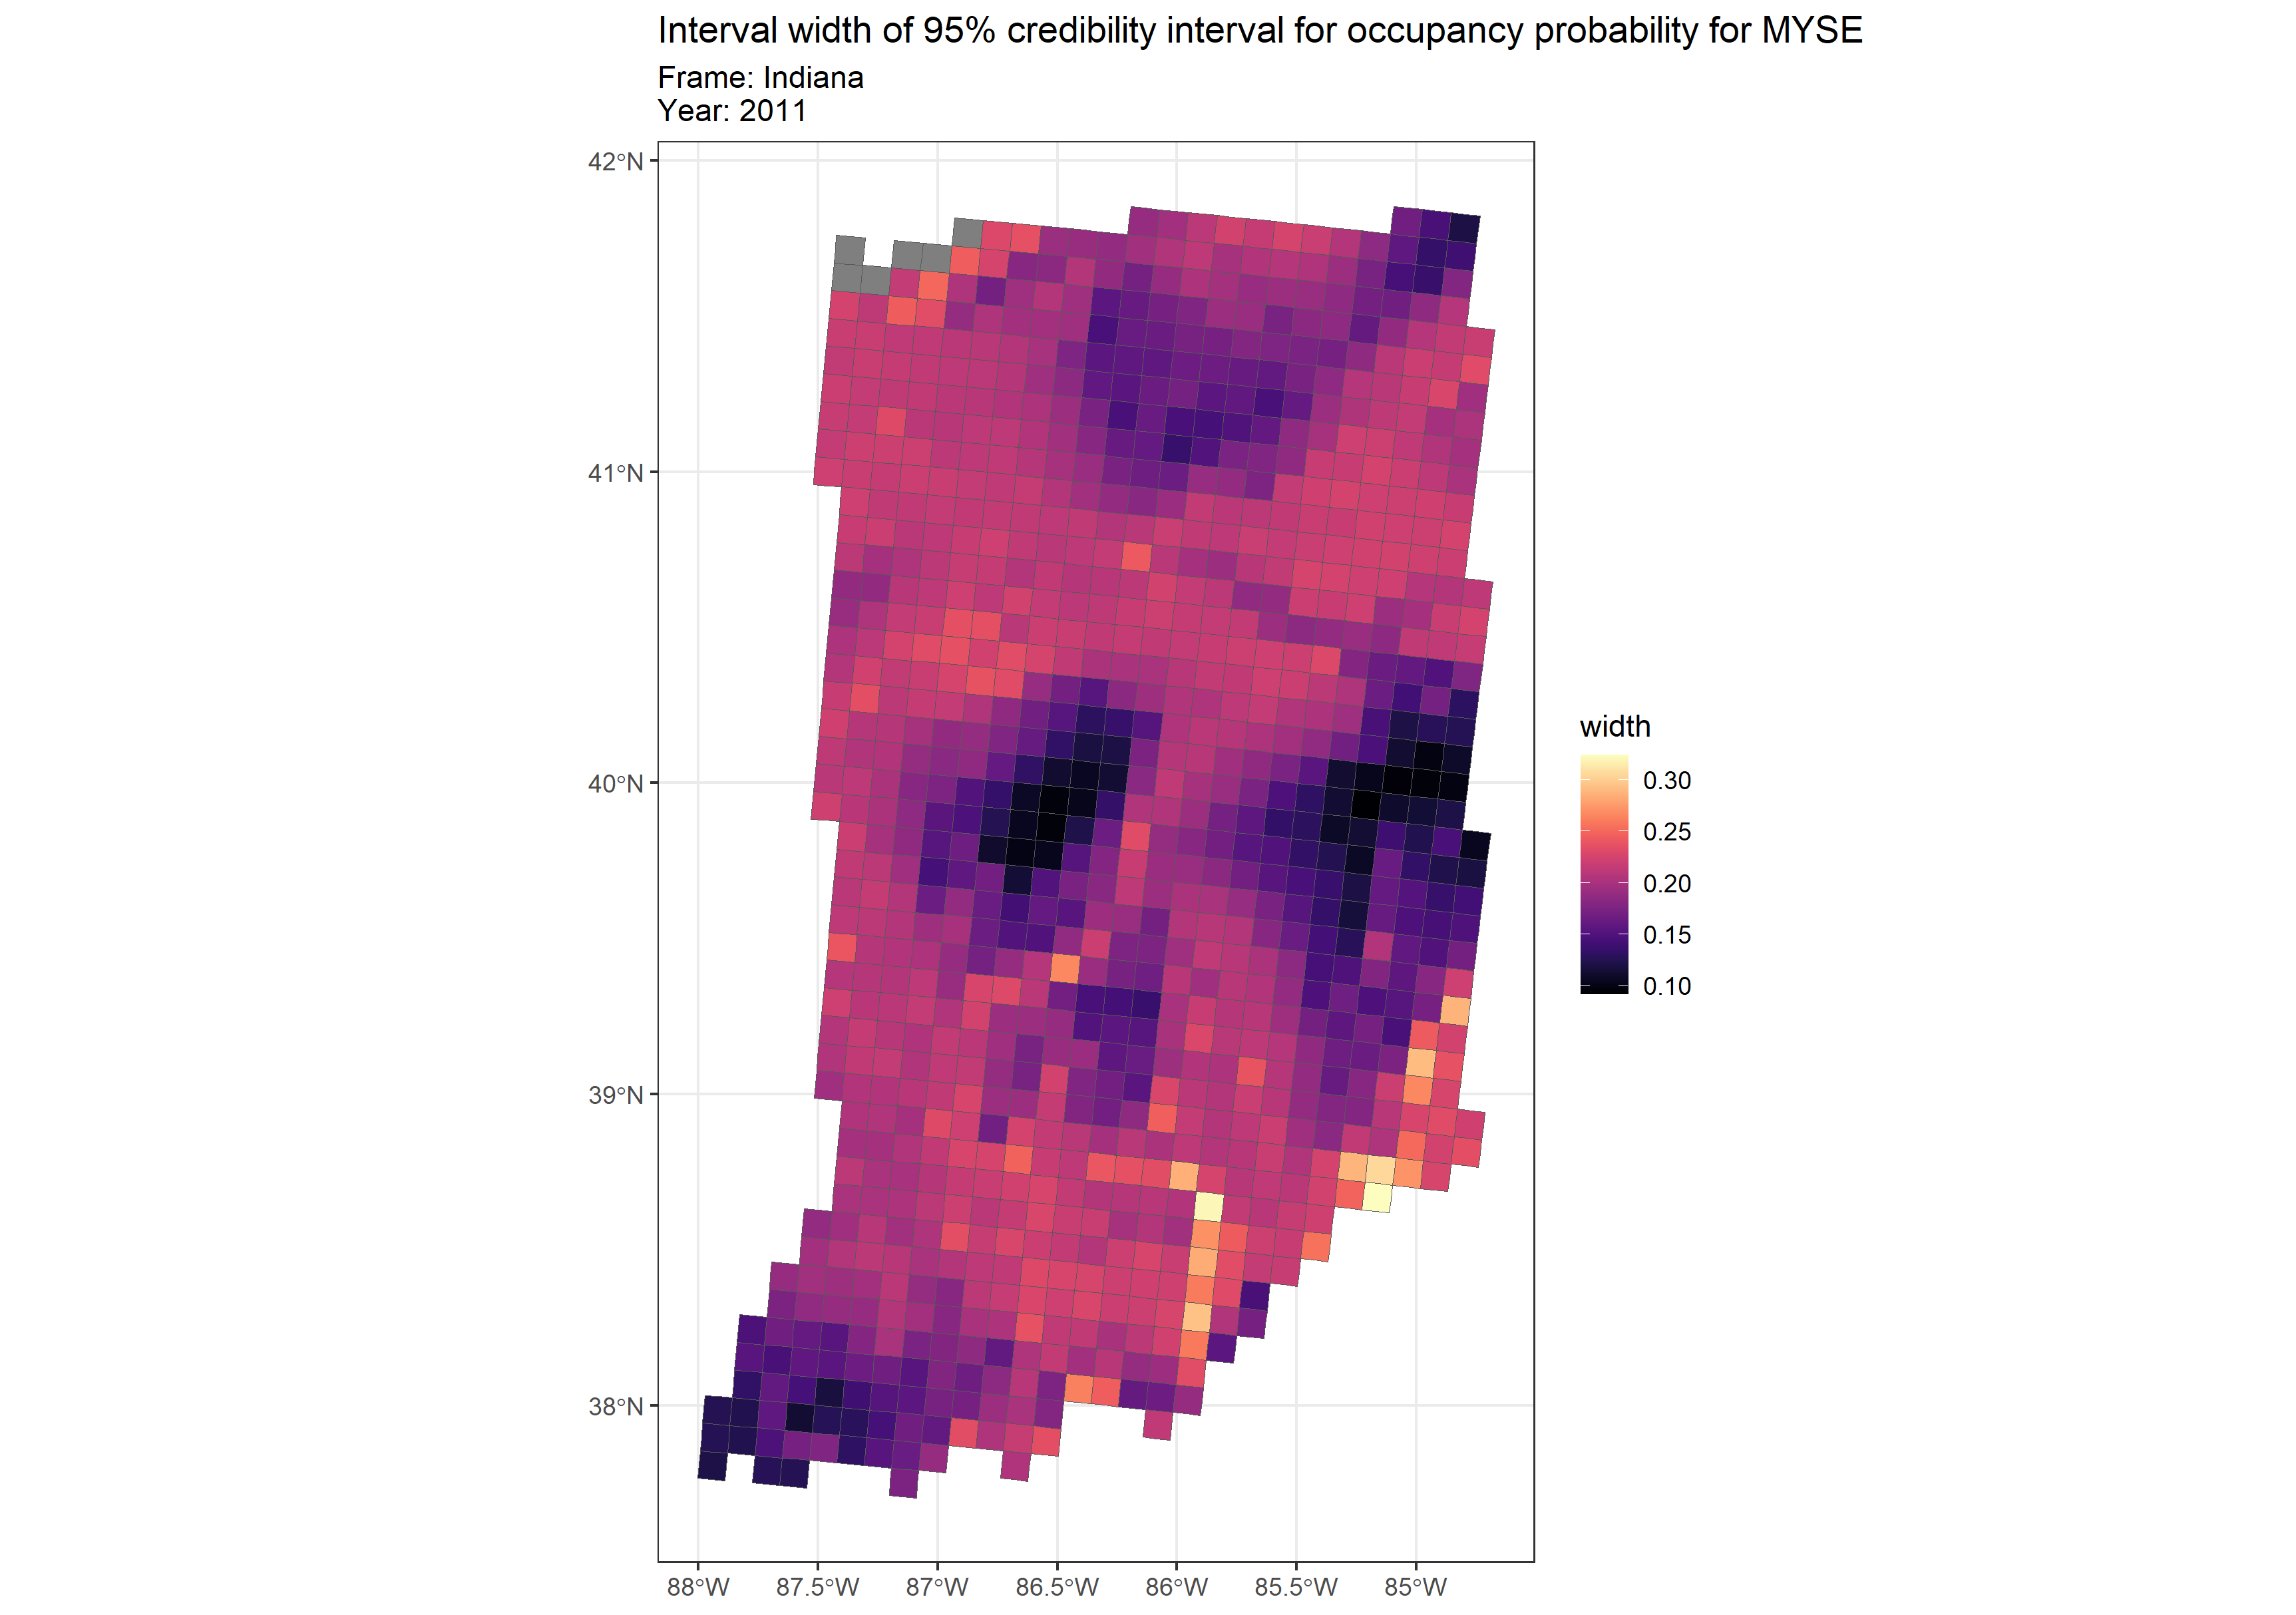 Interval width of 95% credibility interval for occupancy probability for MYSE
Frame: Indiana
Year: 2011
42°N
41°N
40°N
39°N
38°N
88°W 87.5°W 87°W 86.5°W 86°W 85.5°W 85°W
width
0.30
0.25
0.20
0.15
0.10